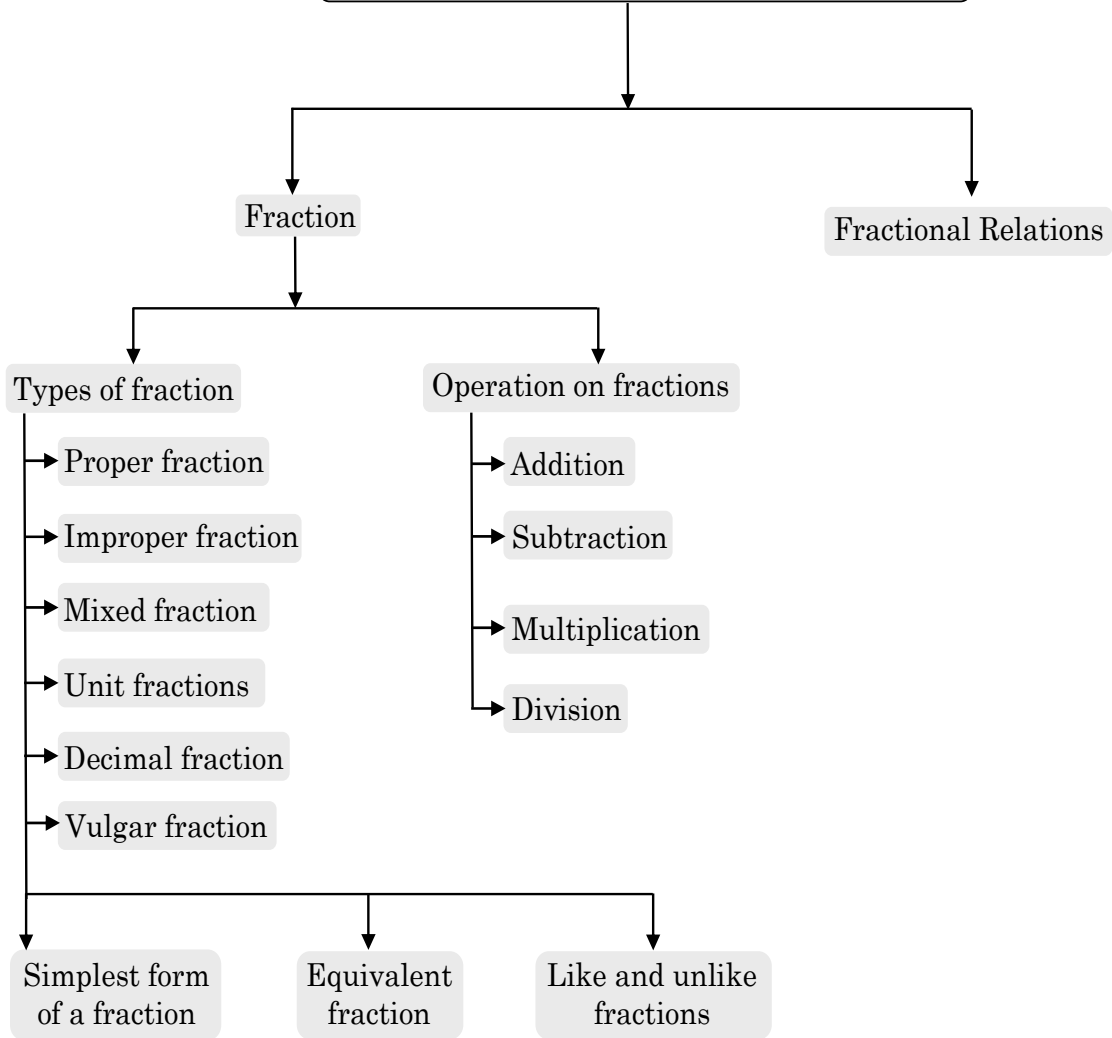 Fraction
Fractional Relations
Types of fraction
Operation on fractions
Proper fraction
Improper fraction
Mixed fraction
Unit fractions
Decimal fraction
Vulgar fraction
Addition
Subtraction
Multiplication
Division
Simplest form
of a fraction
Equivalent
fraction
Like and unlike
fractions